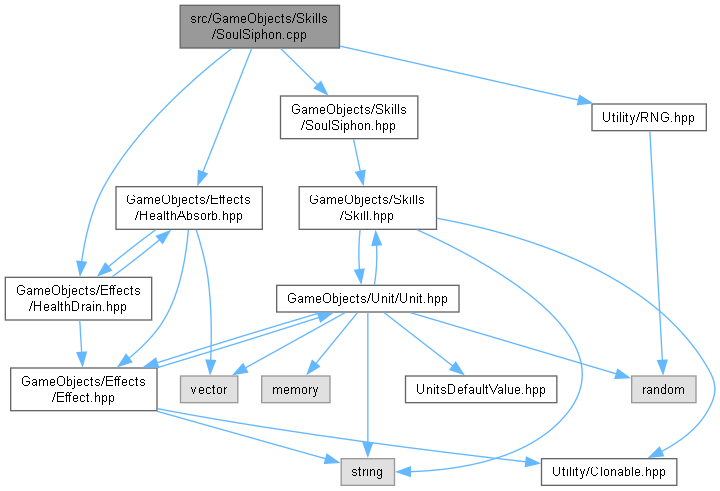 src/GameObjects/Skills
/SoulSiphon.cpp
GameObjects/Skills
/SoulSiphon.hpp
Utility/RNG.hpp
GameObjects/Effects
/HealthAbsorb.hpp
GameObjects/Skills
/Skill.hpp
GameObjects/Effects
/HealthDrain.hpp
GameObjects/Unit/Unit.hpp
GameObjects/Effects
/Effect.hpp
vector
memory
UnitsDefaultValue.hpp
random
string
Utility/Clonable.hpp